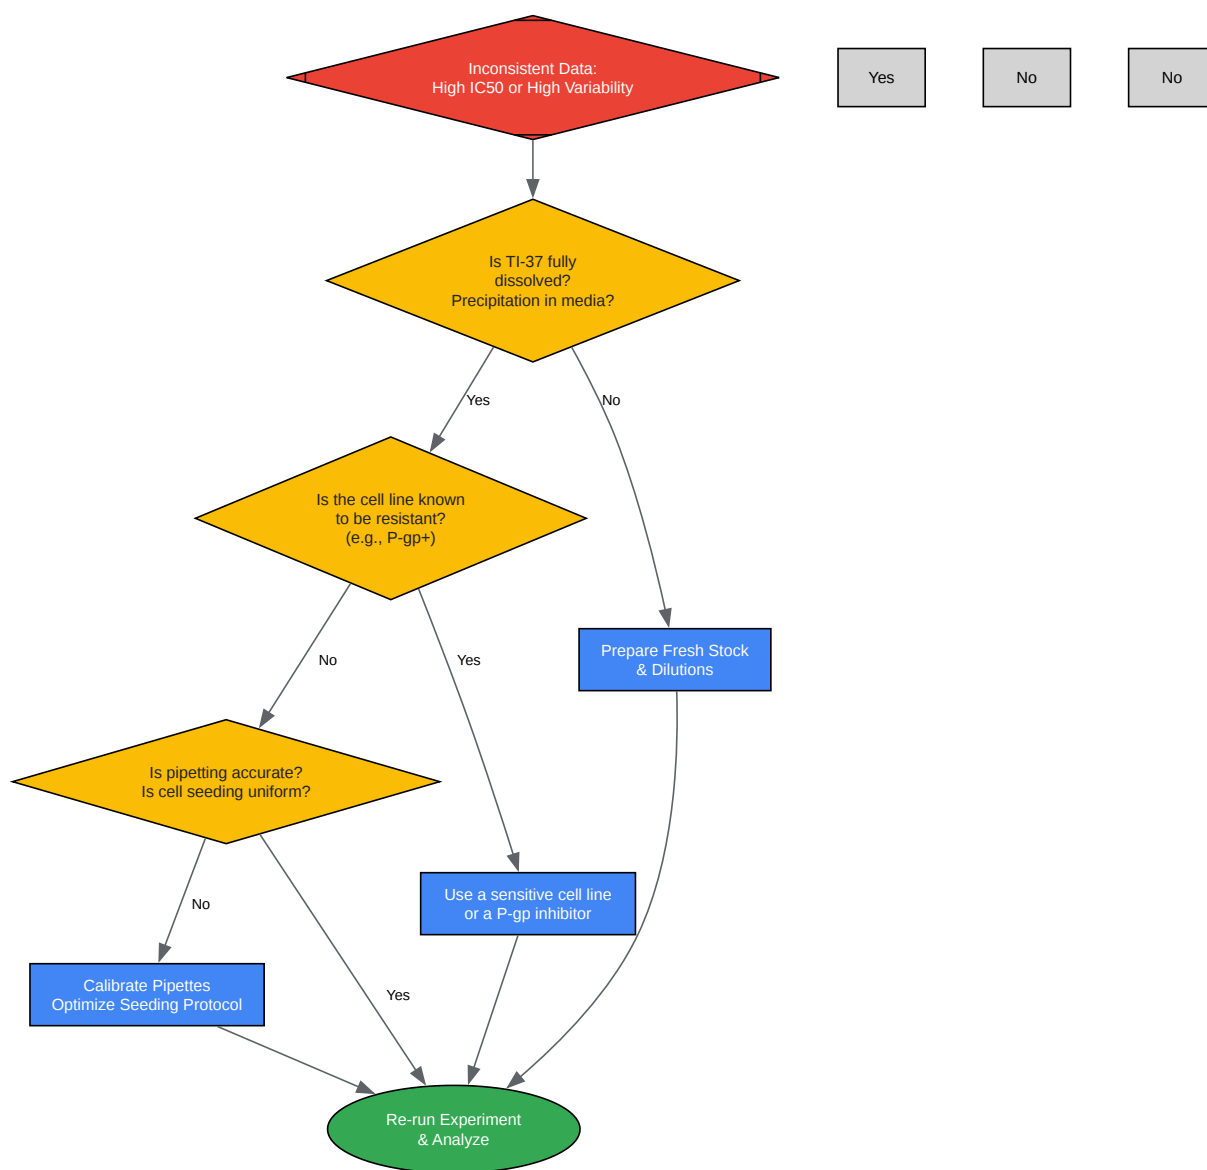 Inconsistent Data:
High IC50 or High Variability
Yes
No
No
Is TI-37 fully
dissolved?
Precipitation in media?
Yes
No
Is the cell line known
to be resistant?
(e.g., P-gp+)
No
Yes
Prepare Fresh Stock
& Dilutions
Is pipetting accurate?
Is cell seeding uniform?
No
Yes
Use a sensitive cell line
or a P-gp inhibitor
Calibrate Pipettes
Optimize Seeding Protocol
Re-run Experiment
& Analyze